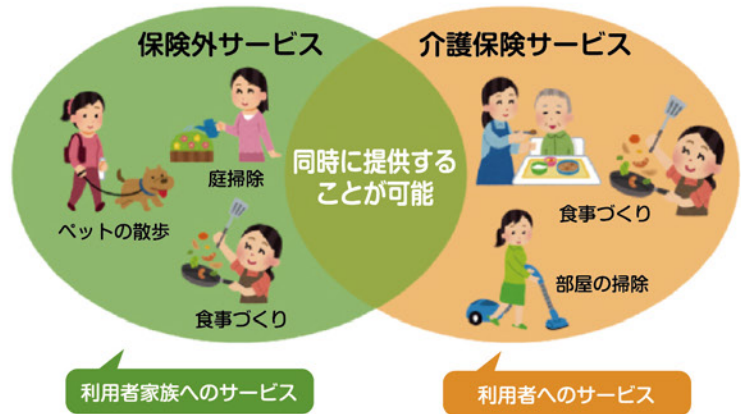 保険外サービス
介護保険サービス
庭掃除
ペットの散歩
食事づくり
同時に提供する
ことが可能
食事づくり
部屋の掃除
利用者家族へのサービス
利用者へのサービス